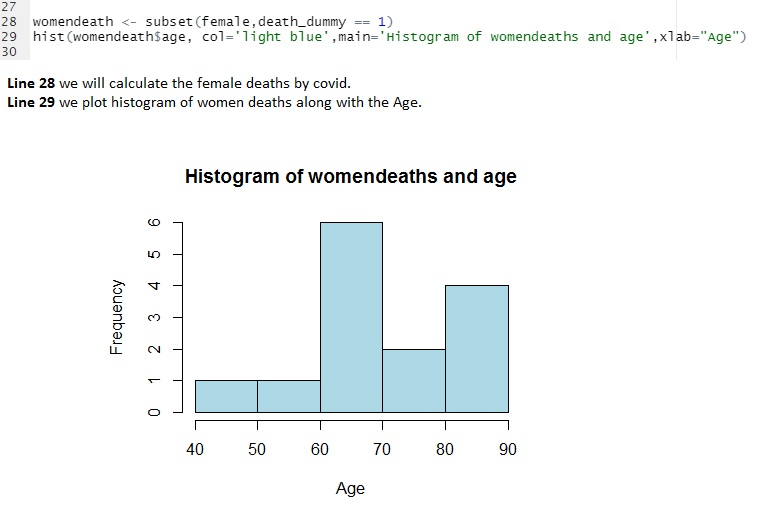 27
28 womendeath <- subset(female,death_dummy == 1)
29 hist(womendeath$age, col='light blue',main='Histogram of womendeaths and age',xlab="Age")
30
Line 28 we will calculate the female deaths by covid.
Line 29 we plot histogram of women deaths along with the Age.
Histogram of womendeaths and age
6
5
4
3
2
1
0
Frequency
40 50 60 70 80 90
Age